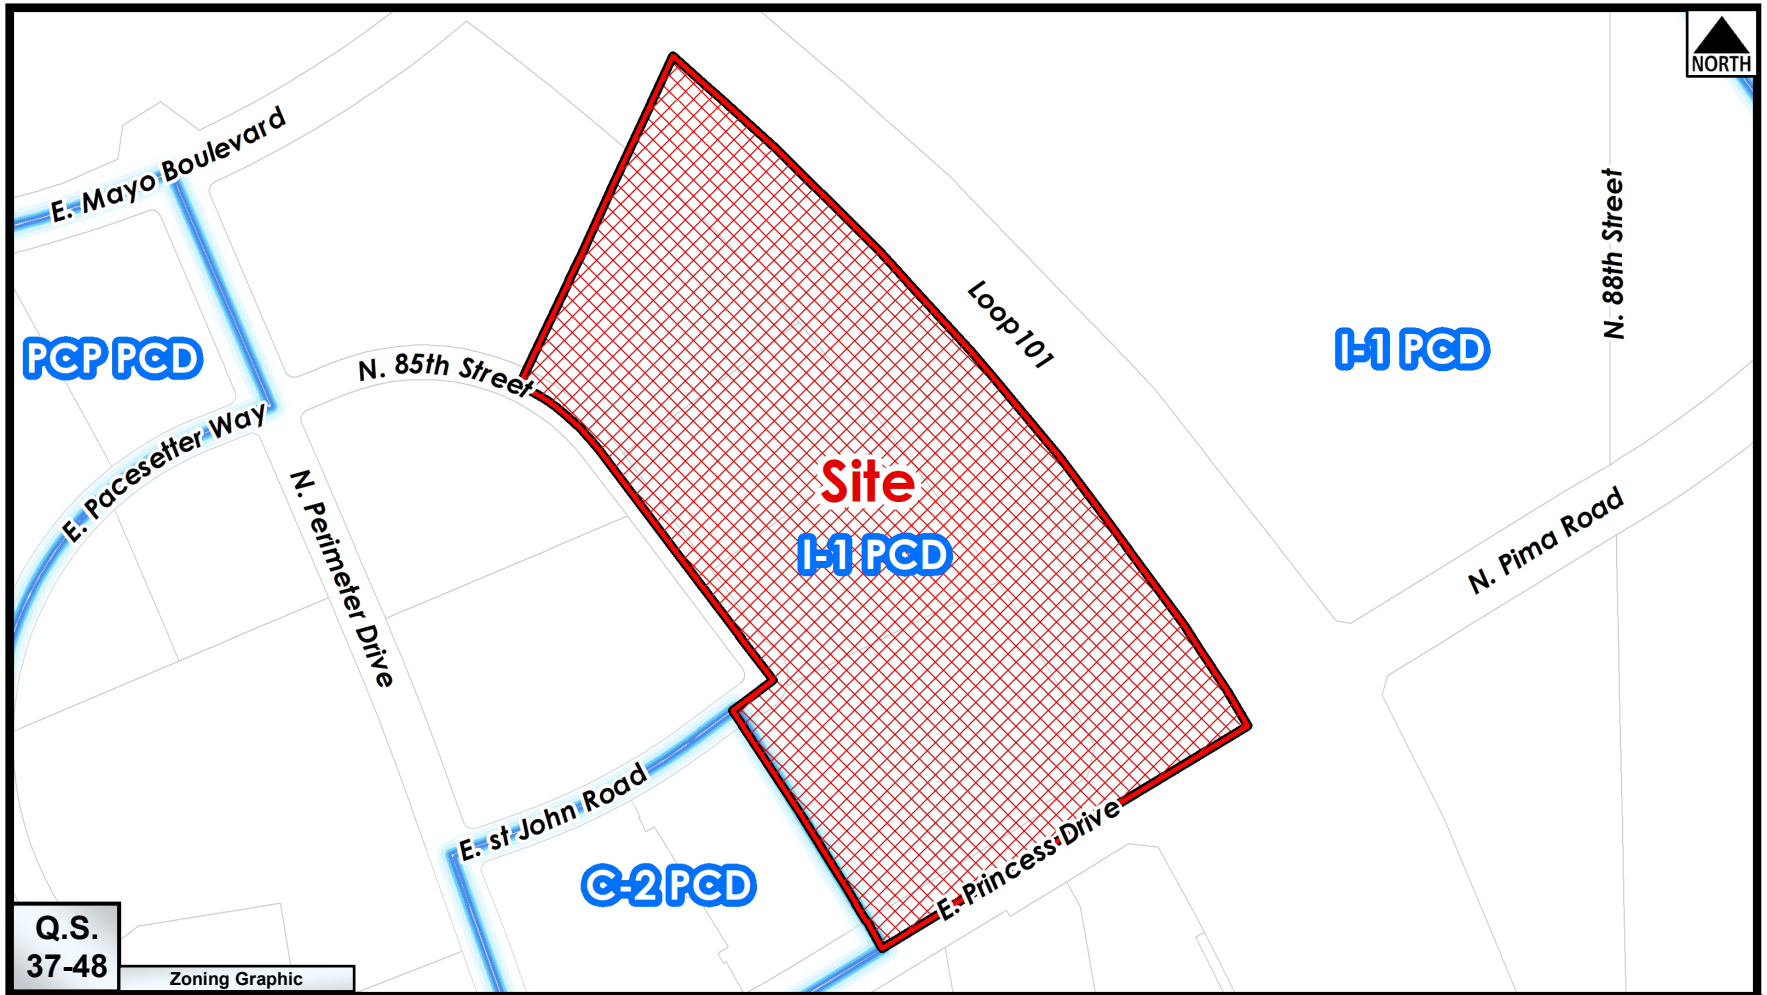 NORTH
E. Mayo Boulevard
N. 88th Street
Loop 101
PCP PCD
N. 85th Street
I-1 PCD
E. Pacesetter Way
N. Perimeter Drive
Site
I-1 PCD
N. Pima Road
E. st John Road
E. Princess Drive
C-2 PCD
Q.S.
37-48
Zoning Graphic